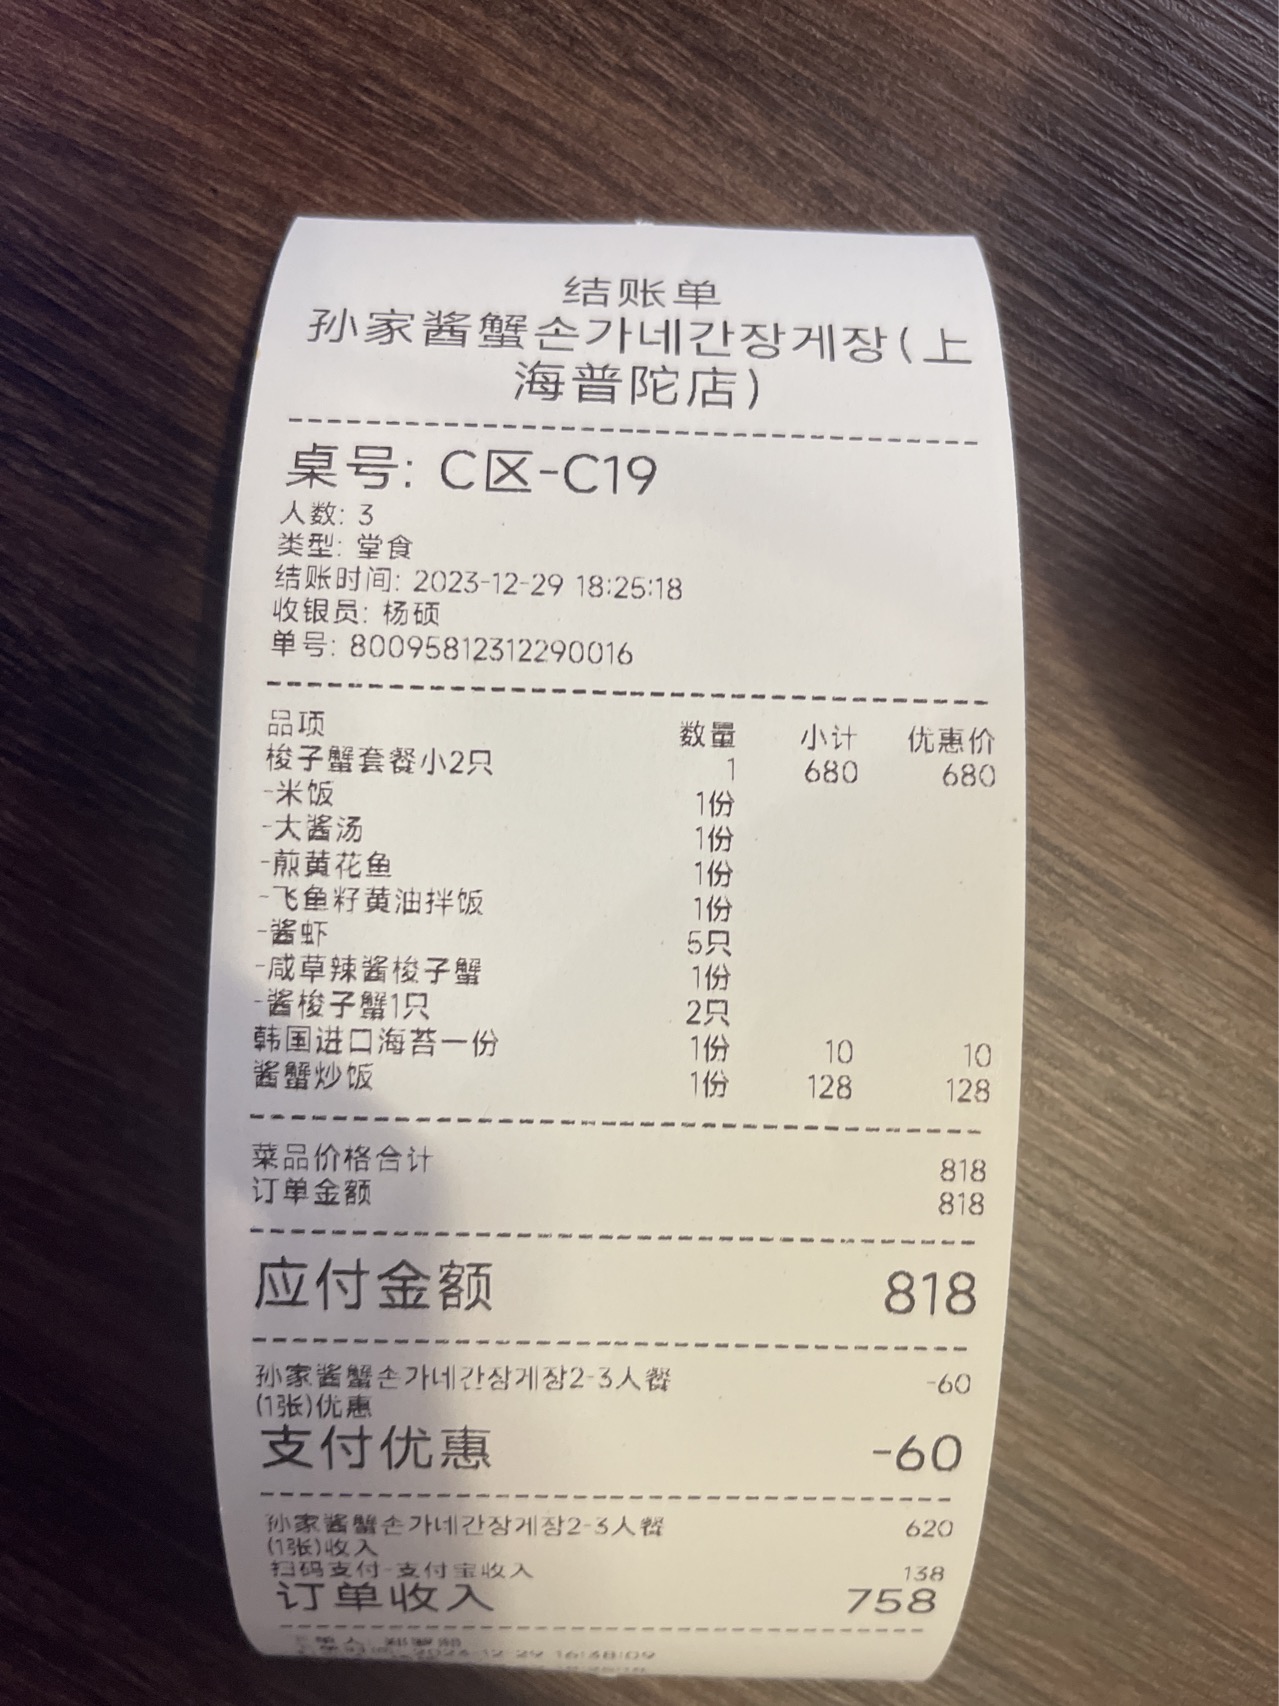 结账单
孙家酱蟹손가네간장게장(上
海普陀店)
桌号: C区-C19
人数: 3
类型: 堂食
结账时间: 2023-12-29 18:25:18
收银员: 杨硕
单号: 80095812312290016
品项 数量 小计 优惠价
梭子蟹套餐小2只 1 680 680
-米饭 1份
-大酱汤 1份
-煎黄花鱼 1份
-飞鱼籽黄油拌饭 1份
-酱虾 5只
-咸草辣酱梭子蟹 1份
-酱梭子蟹1只 2只
韩国进口海苔一份 1份 10 10
酱蟹炒饭 1份 128 128
菜品价格合计 818
订单金额 818
应付金额 818
孙家酱蟹손가네간장게장2-3人餐 -60
(1张)优惠
支付优惠 -60
孙家酱蟹손가네간장게장2-3人餐 620
(1张)收入
扫码支付-支付宝收入 138
订单收入 758
2023-12-29 16:48:09